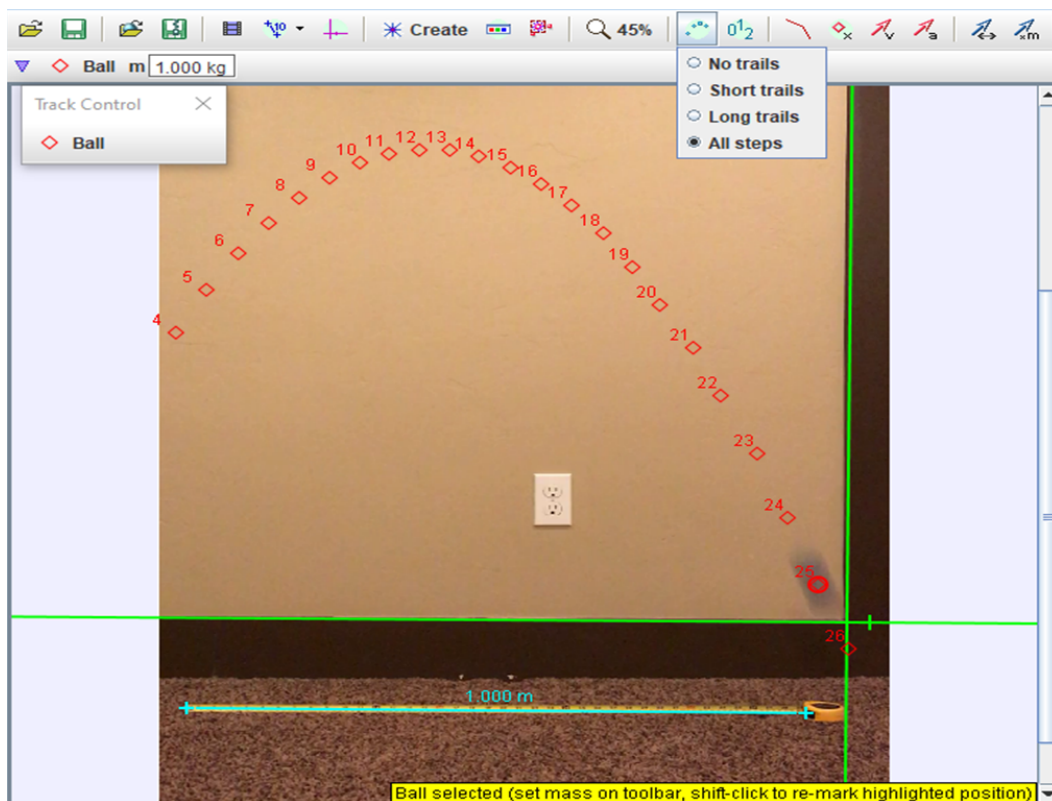 Create 45%
Ball m 1.000 kg
No trails
Short trails
Long trails
All steps
Track Control
Ball
4
5
6
7
8
9
10
11
12
13
14
15
16
17
18
19
20
21
22
23
24
25
26
1.000 m
Ball selected (set mass on toolbar, shift-click to re-mark highlighted position)